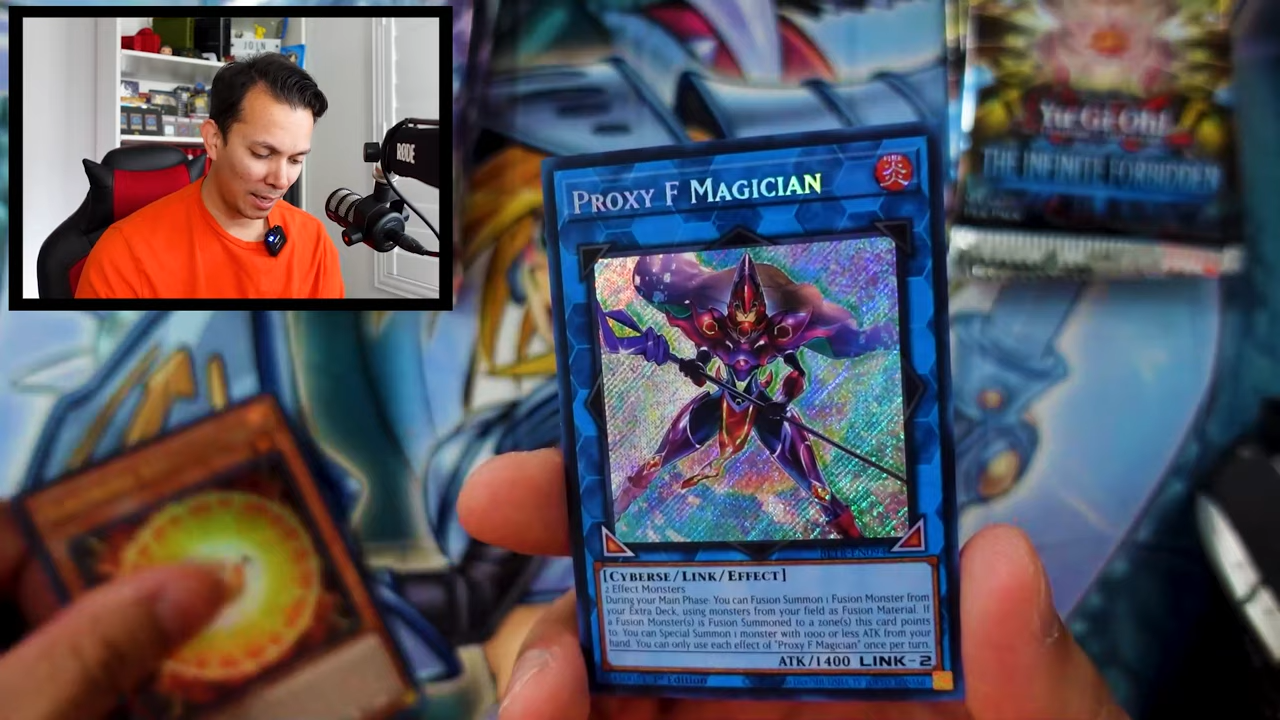 JOIN
RØDE
Yu-Gi-Oh!
THE INFINITE FORBIDDEN
PROXY F MAGICIAN
炎
[CYBERSE/LINK/EFFECT]
2 Effect Monsters
During your Main Phase: You can Fusion Summon 1 Fusion Monster from
your Extra Deck, using monsters from your field as Fusion Material. If
a Fusion Monster(s) is Fusion Summoned to a zone(s) this card points
to: You can Special Summon 1 monster with 1000 or less ATK from your
hand. You can only use each effect of "Proxy F Magician" once per turn.
ATK/1400 LINK-2
1st Edition